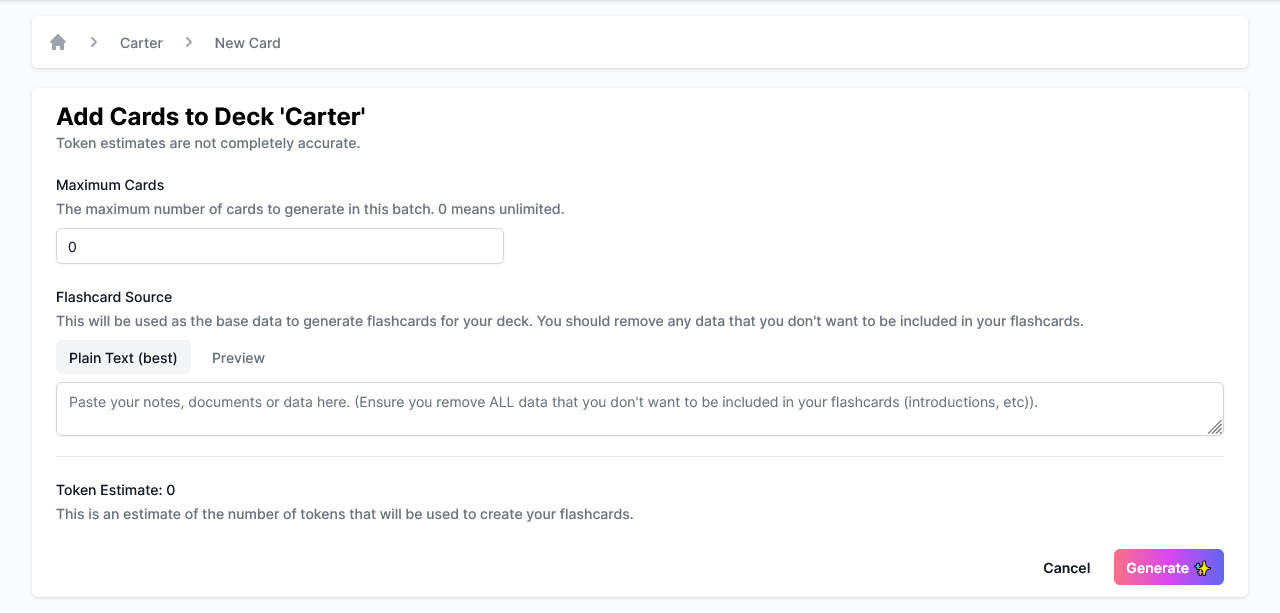 Carter
New Card
Add Cards to Deck 'Carter'
Token estimates are not completely accurate.
Maximum Cards
The maximum number of cards to generate in this batch. 0 means unlimited.
0
Flashcard Source
This will be used as the base data to generate flashcards for your deck. You should remove any data that you don't want to be included in your flashcards.
Plain Text (best)
Preview
Paste your notes, documents or data here. (Ensure you remove ALL data that you don't want to be included in your flashcards (introductions, etc)).
Token Estimate: 0
This is an estimate of the number of tokens that will be used to create your flashcards.
Cancel
Generate ✨